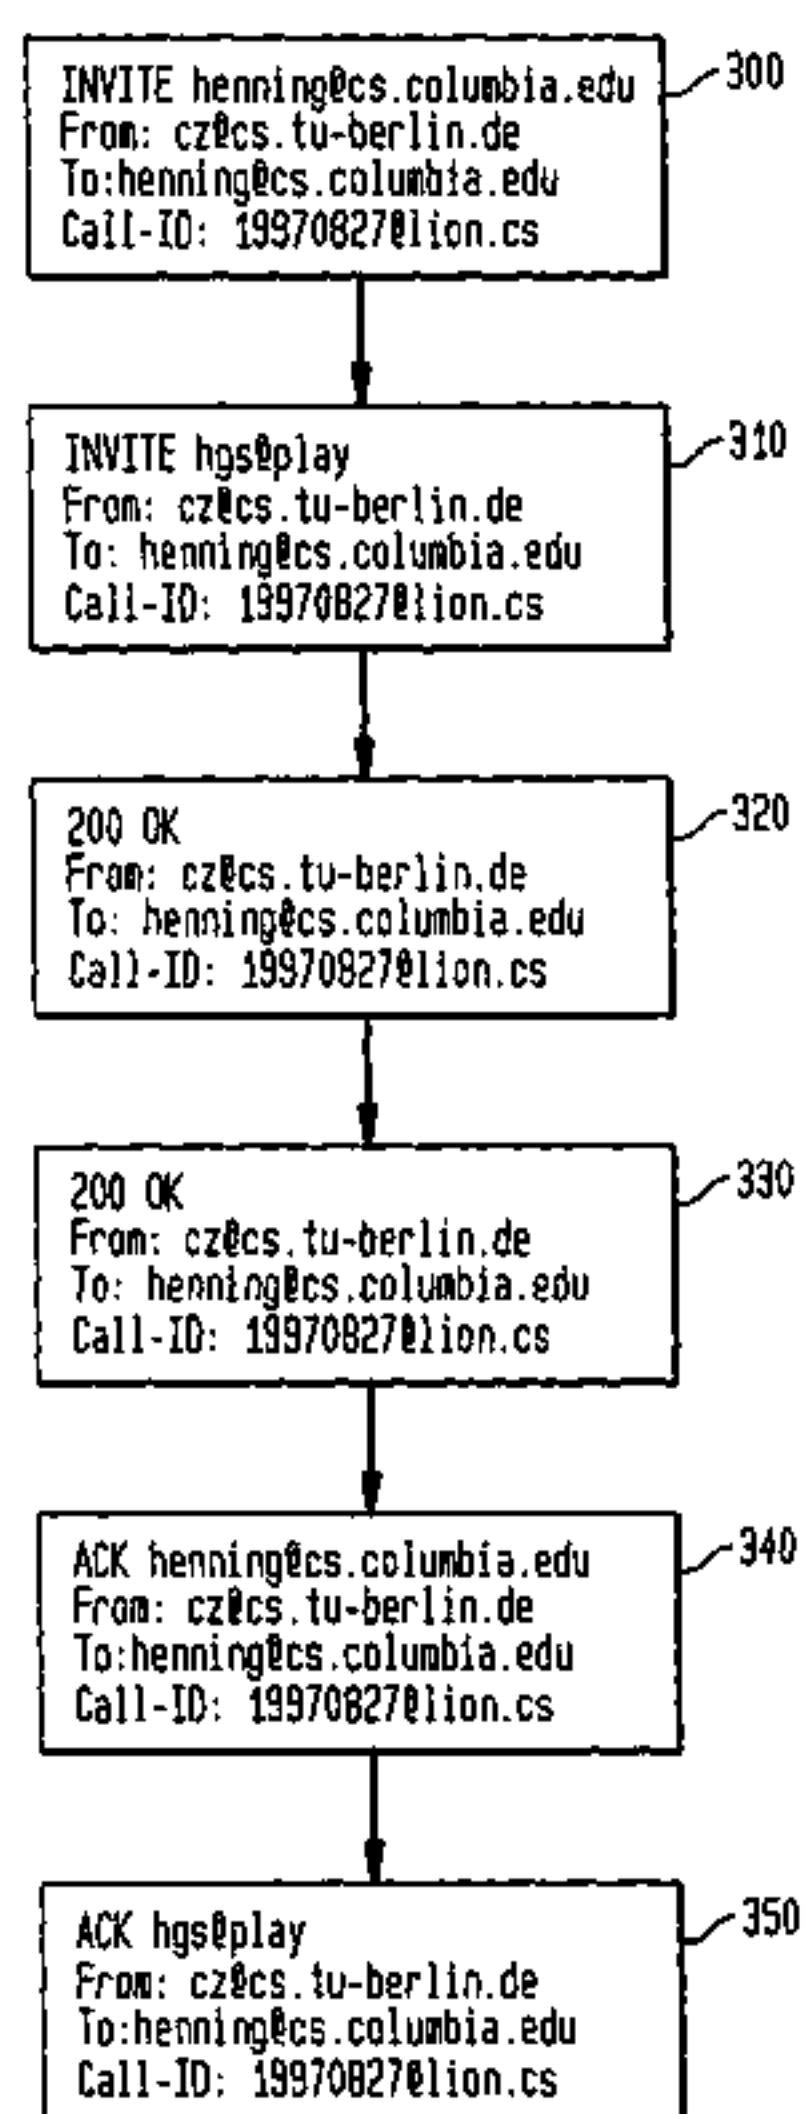 INVITE henning@cs.columbia.edu
From: cz@cs.tu-berlin.de
To:henning@cs.columbia.edu
Call-ID: 19970827@lion.cs
300
INVITE hgs@play
From: cz@cs.tu-berlin.de
To: henning@cs.columbia.edu
Call-ID: 19970827@lion.cs
310
200 OK
From: cz@cs.tu-berlin.de
To: henning@cs.columbia.edu
Call-ID: 19970827@lion.cs
320
200 OK
From: cz@cs.tu-berlin.de
To: henning@cs.columbia.edu
Call-ID: 19970827@lion.cs
330
ACK henning@cs.columbia.edu
From: cz@cs.tu-berlin.de
To:henning@cs.columbia.edu
Call-ID: 19970827@lion.cs
340
ACK hgs@play
From: cz@cs.tu-berlin.de
To:henning@cs.columbia.edu
Call-ID: 19970827@lion.cs
350